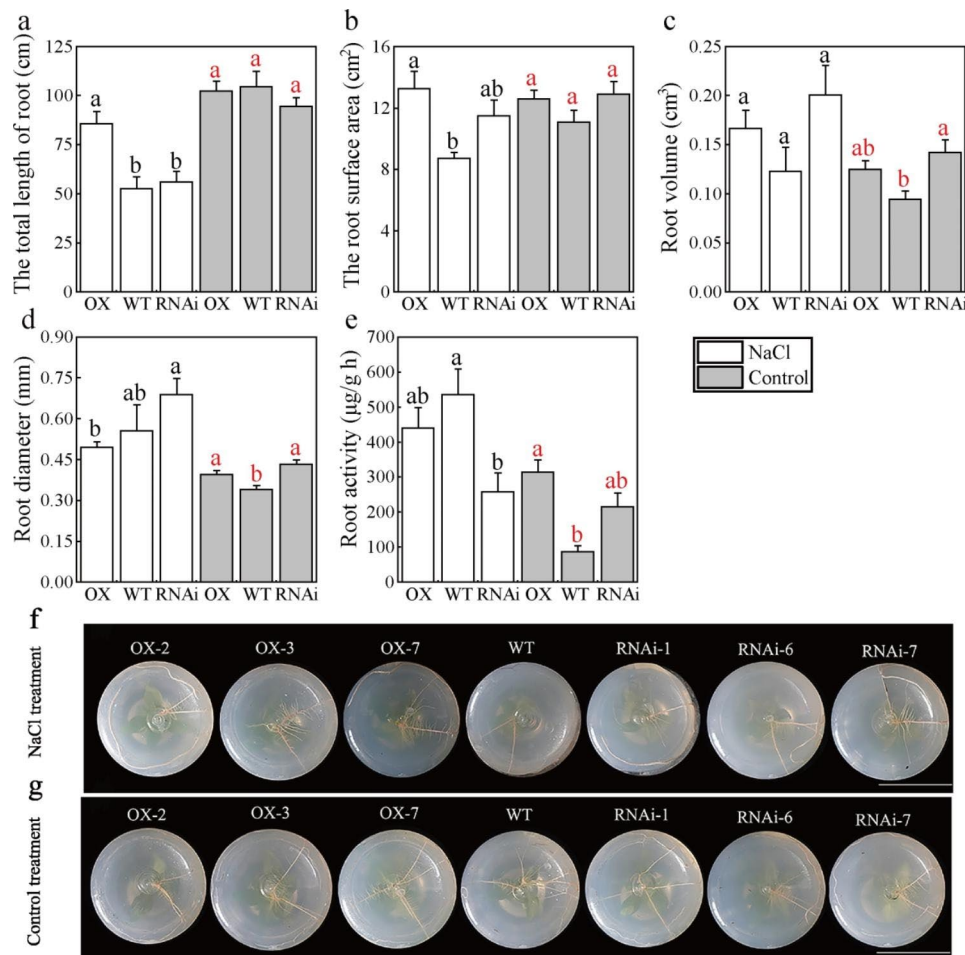 a
The total length of root (cm)
125
100
75
50
25
0
a
b
b
a
a
a
OX WT RNAi OX WT RNAi
b
The root surface area (cm²)
16
12
8
4
0
a
b
ab
a
a
a
OX WT RNAi OX WT RNAi
c
Root volume (cm³)
0.25
0.20
0.15
0.10
0.05
0.00
a
a
a
ab
b
a
OX WT RNAi OX WT RNAi
d
Root diameter (mm)
0.90
0.75
0.60
0.45
0.30
0.15
0.00
b
ab
a
a
b
a
OX WT RNAi OX WT RNAi
e
Root activity (μg/g h)
700
600
500
400
300
200
100
0
ab
a
b
a
b
ab
OX WT RNAi OX WT RNAi
NaCl
Control
f
NaCl treatment
OX-2 OX-3 OX-7 WT RNAi-1 RNAi-6 RNAi-7
g
Control treatment
OX-2 OX-3 OX-7 WT RNAi-1 RNAi-6 RNAi-7